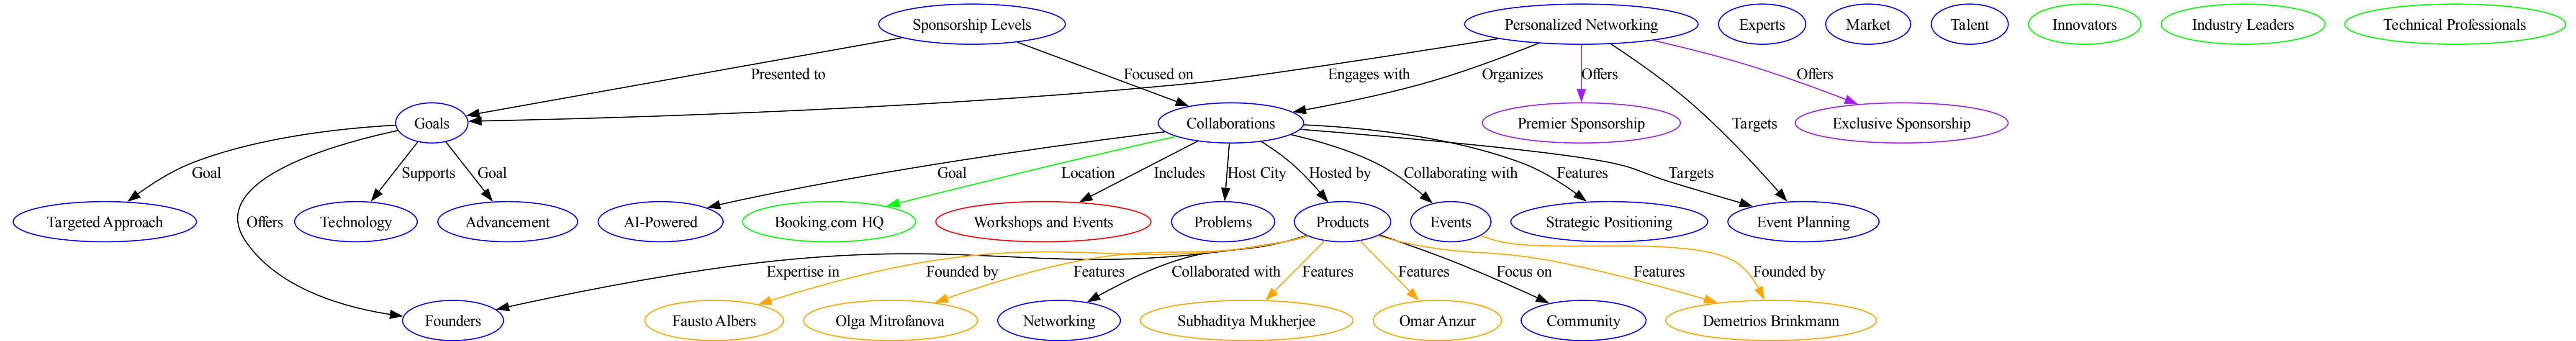 Sponsorship Levels
Personalized Networking
Experts
Market
Talent
Innovators
Industry Leaders
Technical Professionals
Presented to
Focused on
Engages with
Organizes
Offers
Offers
Goals
Collaborations
Premier Sponsorship
Targets
Exclusive Sponsorship
Goal
Supports
Goal
Goal
Location
Includes
Host City
Hosted by
Collaborating with
Features
Targets
Targeted Approach
Offers
Technology
Advancement
AI-Powered
Booking.com HQ
Workshops and Events
Problems
Products
Events
Strategic Positioning
Event Planning
Expertise in
Founded by
Features
Collaborated with
Features
Features
Focus on
Features
Founded by
Founders
Fausto Albers
Olga Mitrofanova
Networking
Subhaditya Mukherjee
Omar Anzur
Community
Demetrios Brinkmann